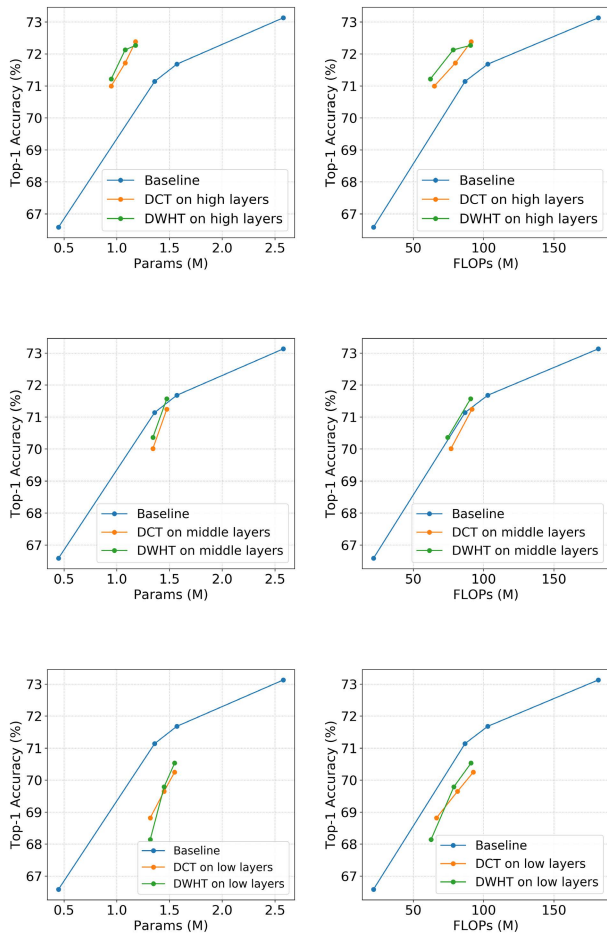 73
72
71
70
69
68
67
Top-1 Accuracy (%)
Baseline
DCT on high layers
DWHT on high layers
0.5 1.0 1.5 2.0 2.5
Params (M)
73
72
71
70
69
68
67
Top-1 Accuracy (%)
Baseline
DCT on high layers
DWHT on high layers
50 100 150
FLOPs (M)
73
72
71
70
69
68
67
Top-1 Accuracy (%)
Baseline
DCT on middle layers
DWHT on middle layers
0.5 1.0 1.5 2.0 2.5
Params (M)
73
72
71
70
69
68
67
Top-1 Accuracy (%)
Baseline
DCT on middle layers
DWHT on middle layers
50 100 150
FLOPs (M)
73
72
71
70
69
68
67
Top-1 Accuracy (%)
Baseline
DCT on low layers
DWHT on low layers
0.5 1.0 1.5 2.0 2.5
Params (M)
73
72
71
70
69
68
67
Top-1 Accuracy (%)
Baseline
DCT on low layers
DWHT on low layers
50 100 150
FLOPs (M)